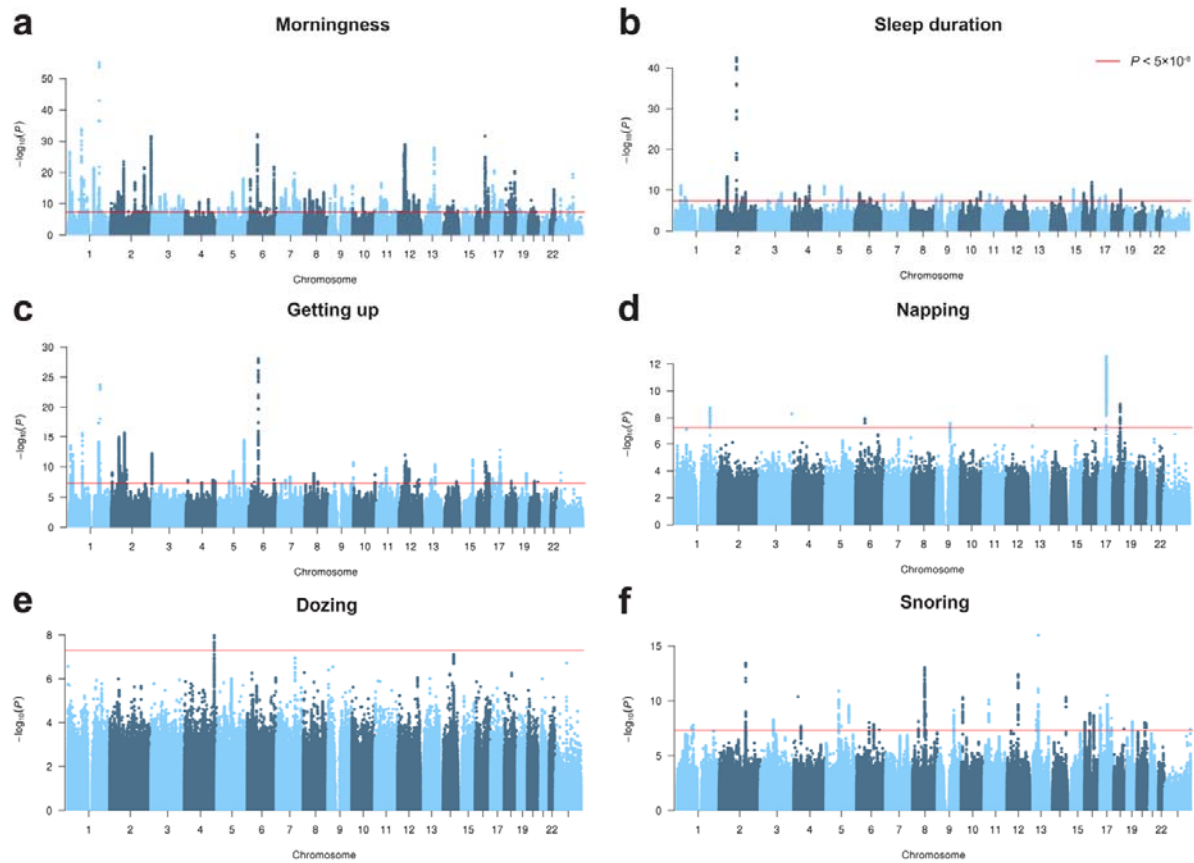 a Morningness
50
40
30
20
10
0
−log₁₀(P)
1 2 3 4 5 6 7 8 9 10 11 12 13 15 17 19 22
Chromosome
b Sleep duration
P < 5×10⁻⁸
40
30
20
10
0
−log₁₀(P)
1 2 3 4 5 6 7 8 9 10 11 12 13 15 17 19 22
Chromosome
c Getting up
30
25
20
15
10
5
0
−log₁₀(P)
1 2 3 4 5 6 7 8 9 10 11 12 13 15 17 19 22
Chromosome
d Napping
12
10
8
6
4
2
0
−log₁₀(P)
1 2 3 4 5 6 7 8 9 10 11 12 13 15 17 19 22
Chromosome
e Dozing
8
6
4
2
0
−log₁₀(P)
1 2 3 4 5 6 7 8 9 10 11 12 13 15 17 19 22
Chromosome
f Snoring
15
10
5
0
−log₁₀(P)
1 2 3 4 5 6 7 8 9 10 11 12 13 15 17 19 22
Chromosome